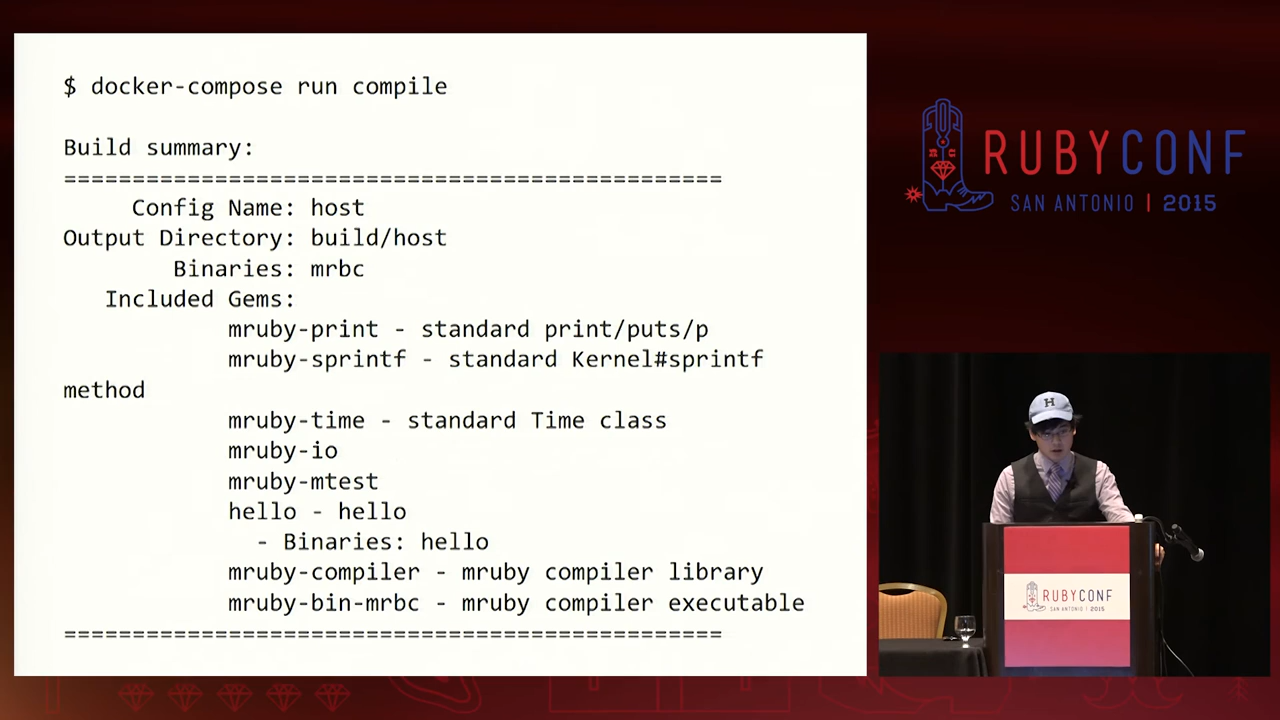 $ docker-compose run compile
Build summary:
================================================
Config Name: host
Output Directory: build/host
Binaries: mrbc
Included Gems:
mruby-print - standard print/puts/p
mruby-sprintf - standard Kernel#sprintf
method
mruby-time - standard Time class
mruby-io
mruby-mtest
hello - hello
- Binaries: hello
mruby-compiler - mruby compiler library
mruby-bin-mrbc - mruby compiler executable
================================================
RUBYCONF
SAN ANTONIO | 2015
H
RUBYCONF
SAN ANTONIO | 2015